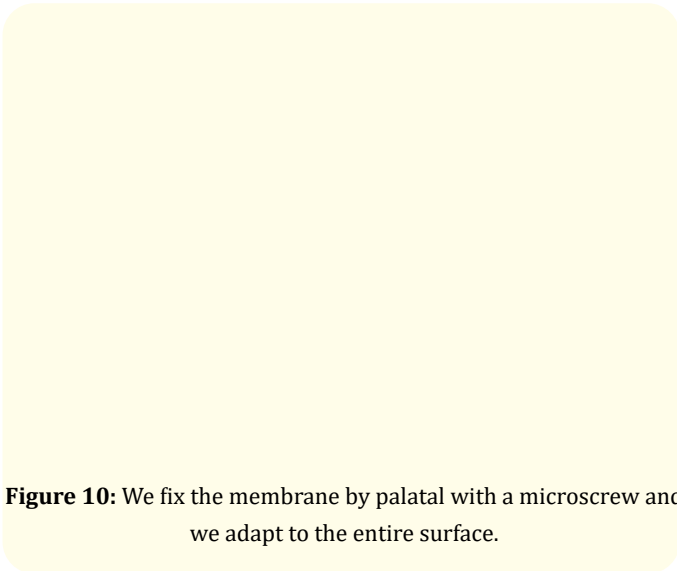 Figure 10: We fix the membrane by palatal with a microscrew and
we adapt to the entire surface.